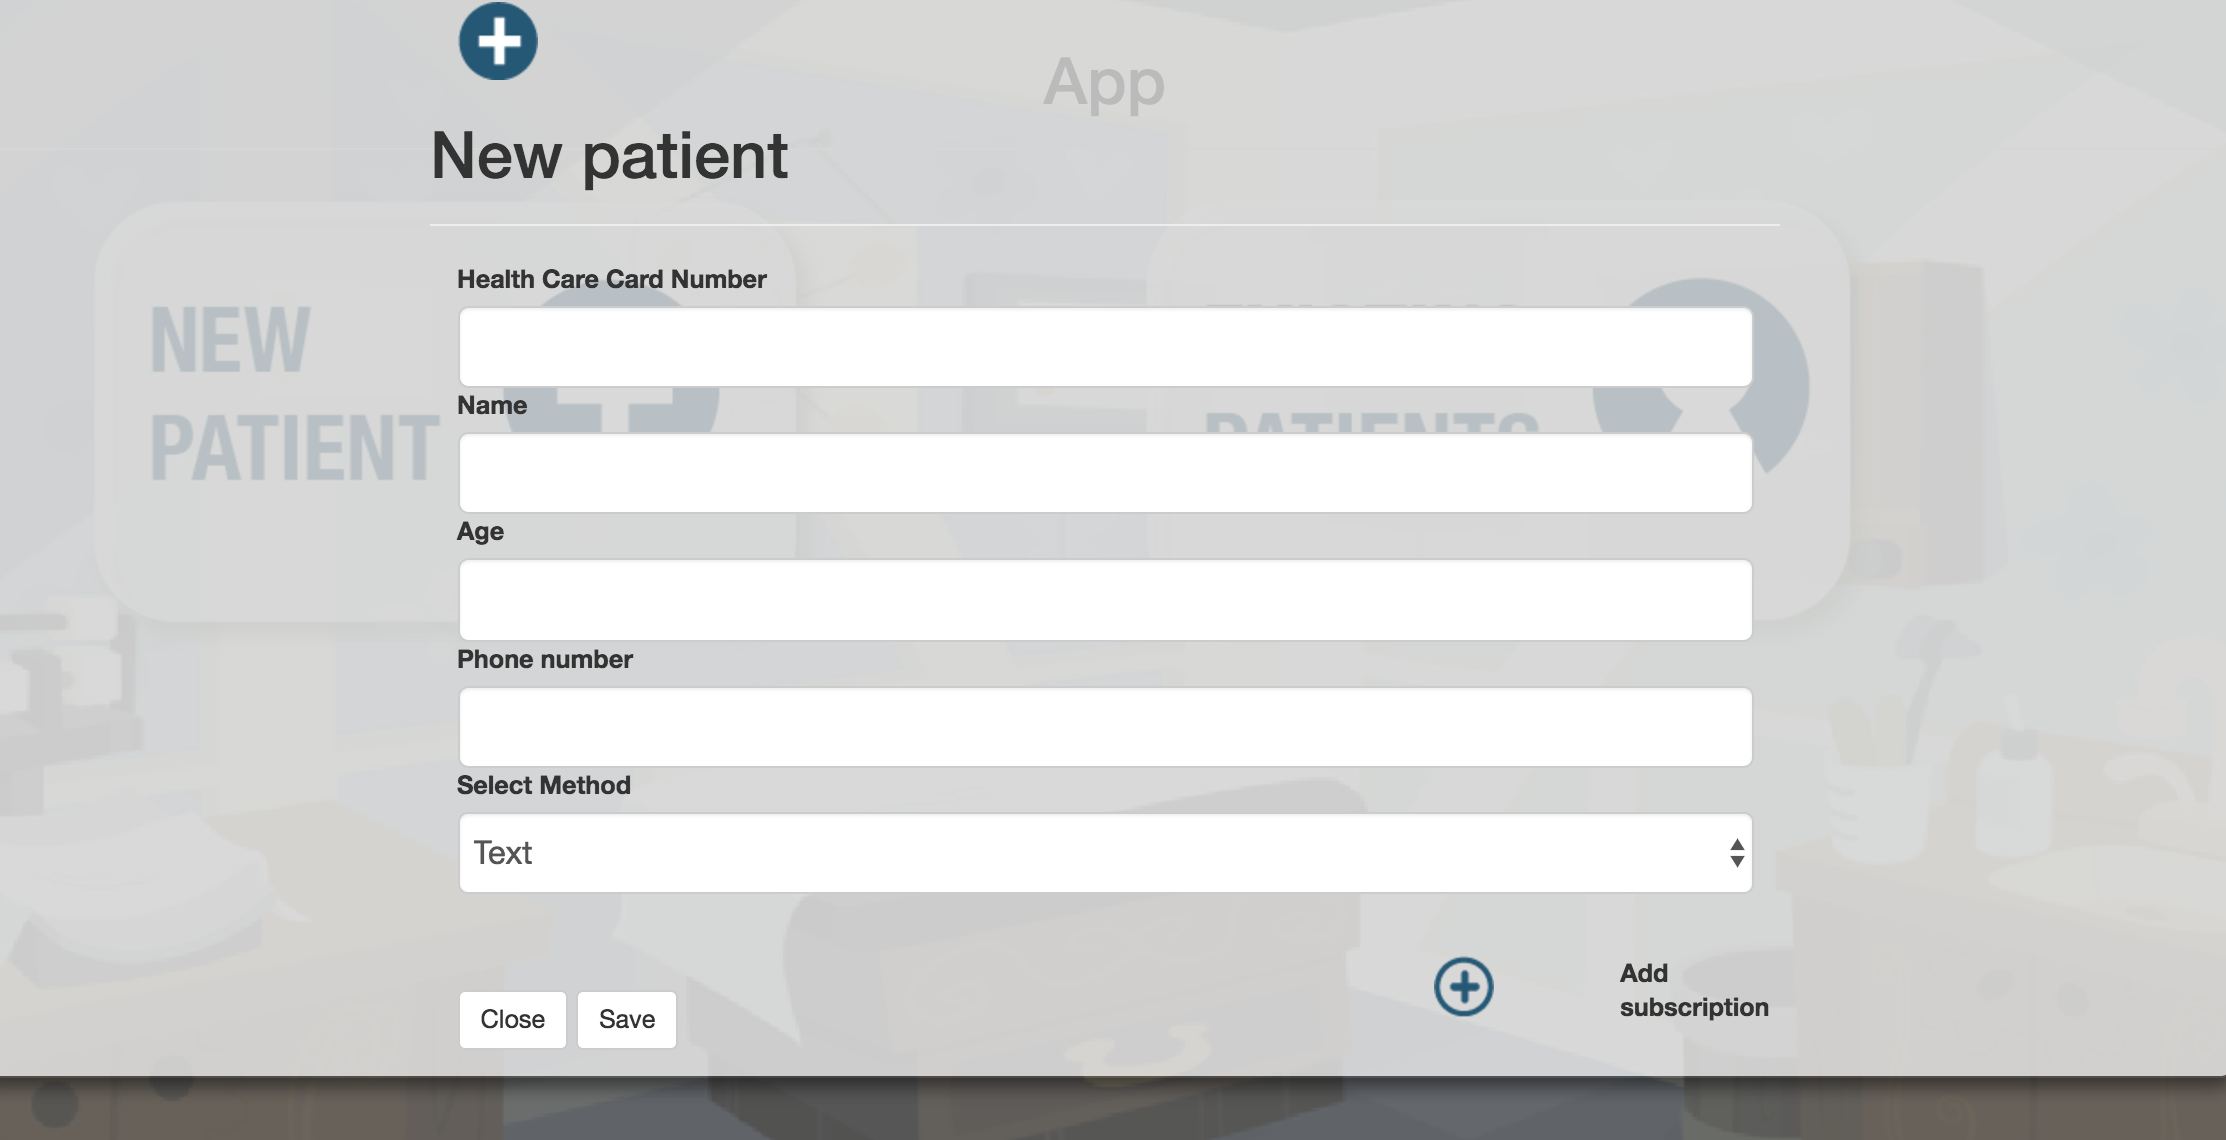 App
New patient
Health Care Card Number
NEW
PATIENT
Name
PATIENTS
Age
Phone number
Select Method
Text
Add
subscription
Close
Save